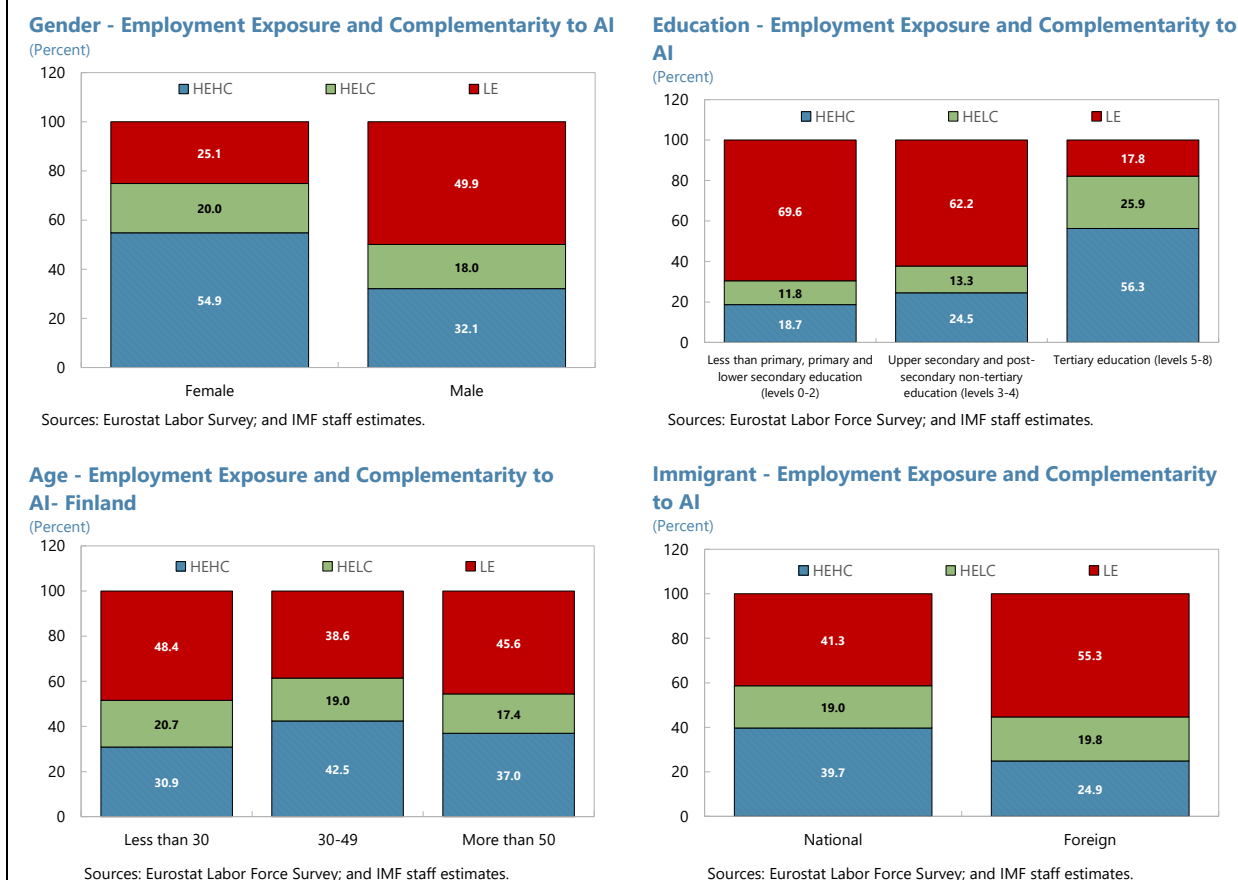 Gender - Employment Exposure and Complementarity to AI
(Percent)
120
100
80
60
40
20
0
HEHC HELC LE
25.1
20.0
54.9
49.9
18.0
32.1
Female Male
Sources: Eurostat Labor Survey; and IMF staff estimates.
Education - Employment Exposure and Complementarity to
AI
(Percent)
120
100
80
60
40
20
0
HEHC HELC LE
69.6
11.8
18.7
62.2
13.3
24.5
17.8
25.9
56.3
Less than primary, primary and
lower secondary education
(levels 0-2)
Upper secondary and post-
secondary non-tertiary
education (levels 3-4)
Tertiary education (levels 5-8)
Sources: Eurostat Labor Force Survey; and IMF staff estimates.
Age - Employment Exposure and Complementarity to
AI- Finland
(Percent)
120
100
80
60
40
20
0
HEHC HELC LE
48.4
20.7
30.9
38.6
19.0
42.5
45.6
17.4
37.0
Less than 30 30-49 More than 50
Sources: Eurostat Labor Force Survey; and IMF staff estimates.
Immigrant - Employment Exposure and Complementarity
to AI
(Percent)
120
100
80
60
40
20
0
HEHC HELC LE
41.3
19.0
39.7
55.3
19.8
24.9
National Foreign
Sources: Eurostat Labor Force Survey; and IMF staff estimates.